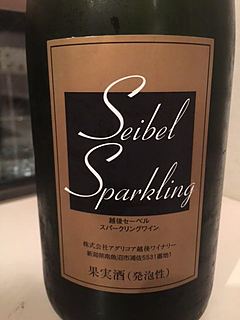 Seibel
Sparkling
越後セーベル
スパークリングワイン
株式会社アグリコア越後ワイナリー
新潟県南魚沼市浦佐5531番地1
果実酒(発泡性)